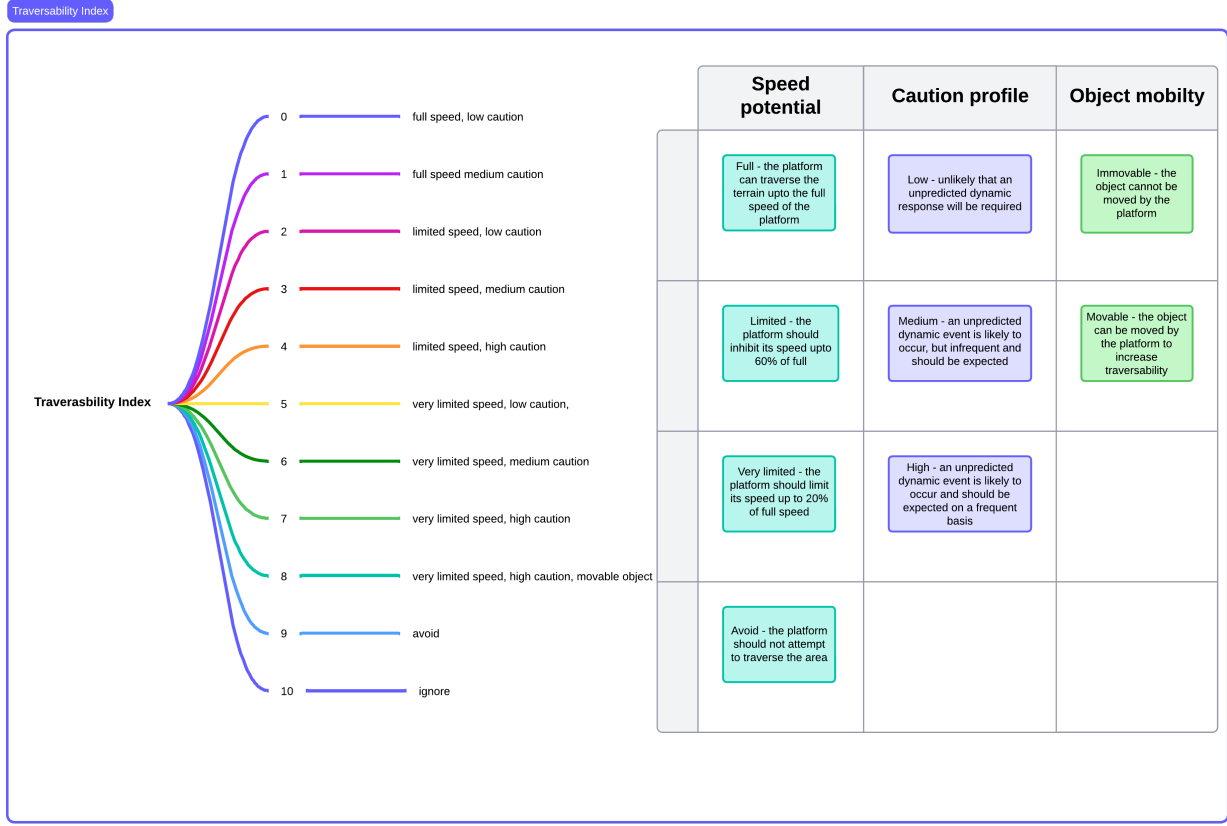 Traversability Index
0 full speed, low caution
1 full speed medium caution
2 limited speed, low caution
3 limited speed, medium caution
4 limited speed, high caution
Traverasbility Index
5 very limited speed, low caution,
6 very limited speed, medium caution
7 very limited speed, high caution
8 very limited speed, high caution, movable object
9 avoid
10 ignore
Speed
potential
Caution profile
Object mobilty
Full - the platform
can traverse the
terrain upto the full
speed of the
platform
Low - unlikely that an
unpredicted dynamic
response will be required
Immovable - the
object cannot be
moved by the
platform
Limited - the
platform should
inhibit its speed upto
60% of full
Medium - an unpredicted
dynamic event is likely to
occur, but infrequent and
should be expected
Movable - the object
can be moved by
the platform to
increase
traversability
Very limited - the
platform should limit
its speed up to 20%
of full speed
High - an unpredicted
dynamic event is likely to
occur and should be
expected on a frequent
basis
Avoid - the platform
should not attempt
to traverse the area